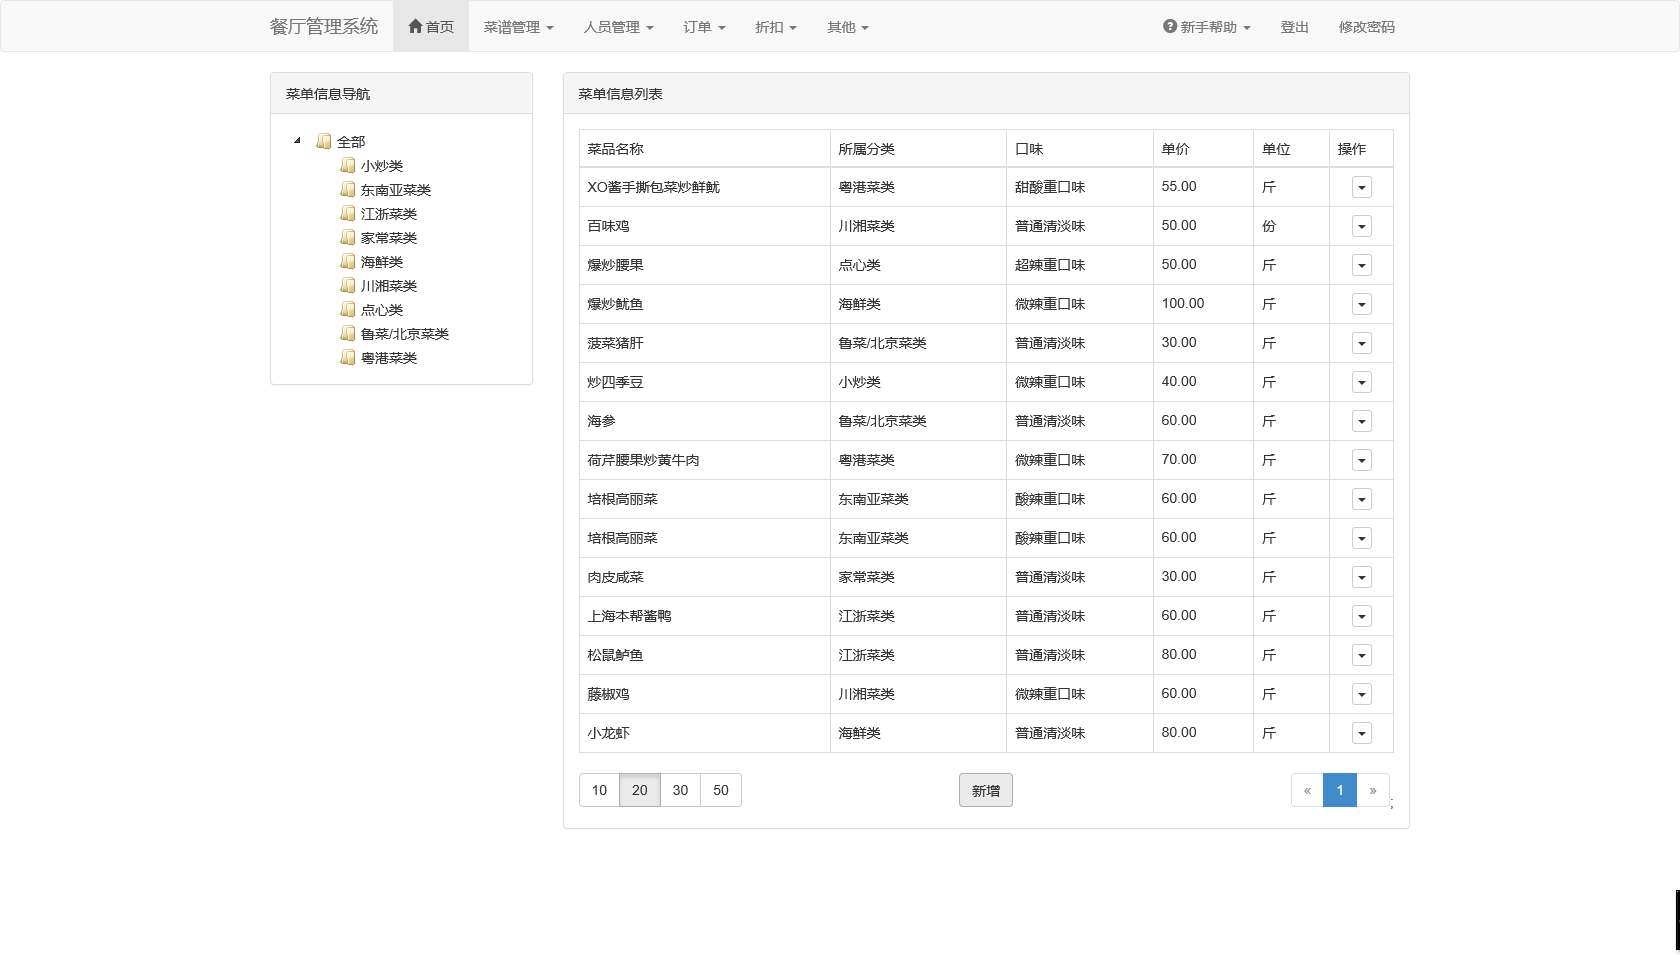 餐厅管理系统 首页 菜谱管理 人员管理 订单 折扣 其他 新手帮助 登出 修改密码
菜单信息导航
全部
小炒类
东南亚菜类
江浙菜类
家常菜类
海鲜类
川湘菜类
点心类
鲁菜/北京菜类
粤港菜类
菜单信息列表
菜品名称 所属分类 口味 单价 单位 操作
XO酱手撕包菜炒鲜鱿 粤港菜类 甜酸重口味 55.00 斤
百味鸡 川湘菜类 普通清淡味 50.00 份
爆炒腰果 点心类 超辣重口味 50.00 斤
爆炒鱿鱼 海鲜类 微辣重口味 100.00 斤
菠菜猪肝 鲁菜/北京菜类 普通清淡味 30.00 斤
炒四季豆 小炒类 微辣重口味 40.00 斤
海参 鲁菜/北京菜类 普通清淡味 60.00 斤
荷芹腰果炒黄牛肉 粤港菜类 微辣重口味 70.00 斤
培根高丽菜 东南亚菜类 酸辣重口味 60.00 斤
培根高丽菜 东南亚菜类 酸辣重口味 60.00 斤
肉皮咸菜 家常菜类 普通清淡味 30.00 斤
上海本帮酱鸭 江浙菜类 普通清淡味 60.00 斤
松鼠鲈鱼 江浙菜类 普通清淡味 80.00 斤
藤椒鸡 川湘菜类 微辣重口味 60.00 斤
小龙虾 海鲜类 普通清淡味 80.00 斤
10 20 30 50 新增 « 1 » ;